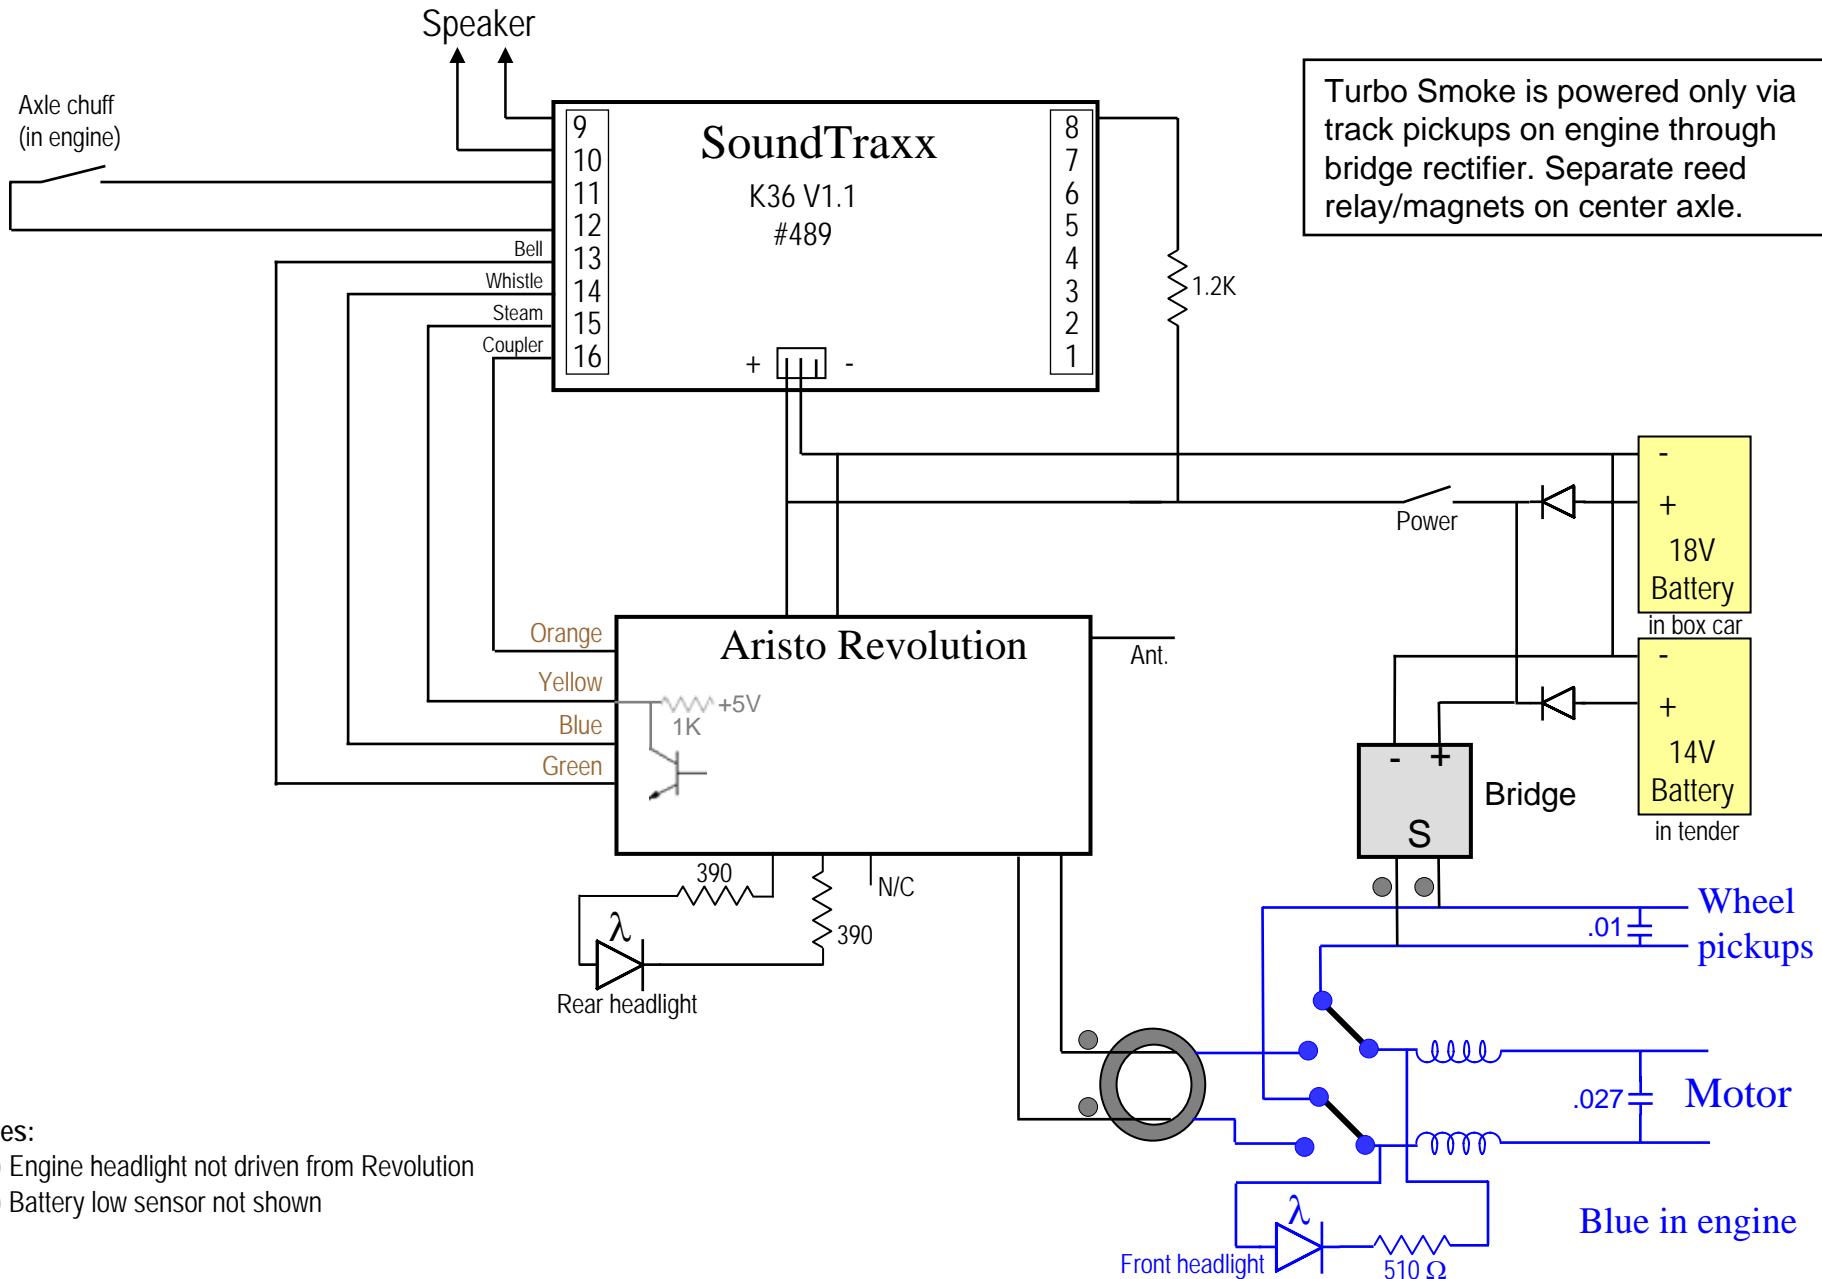 Speaker
Axle chuff
(in engine)
Turbo Smoke is powered only via
track pickups on engine through
bridge rectifier. Separate reed
relay/magnets on center axle.
SoundTraxx
K36 V1.1
#489
9
10
11
12
13
14
15
16
8
7
6
5
4
3
2
1
Bell
Whistle
Steam
Coupler
+ -
1.2K
Power
-
+
18V
Battery
in box car
-
+
14V
Battery
in tender
Aristo Revolution
Ant.
Orange
Yellow
Blue
Green
+5V
1K
- +
S
Bridge
390
390
N/C
λ
Rear headlight
Wheel
pickups
.01
Motor
.027
Blue in engine
λ
Front headlight
510 Ω
es:
Engine headlight not driven from Revolution
Battery low sensor not shown